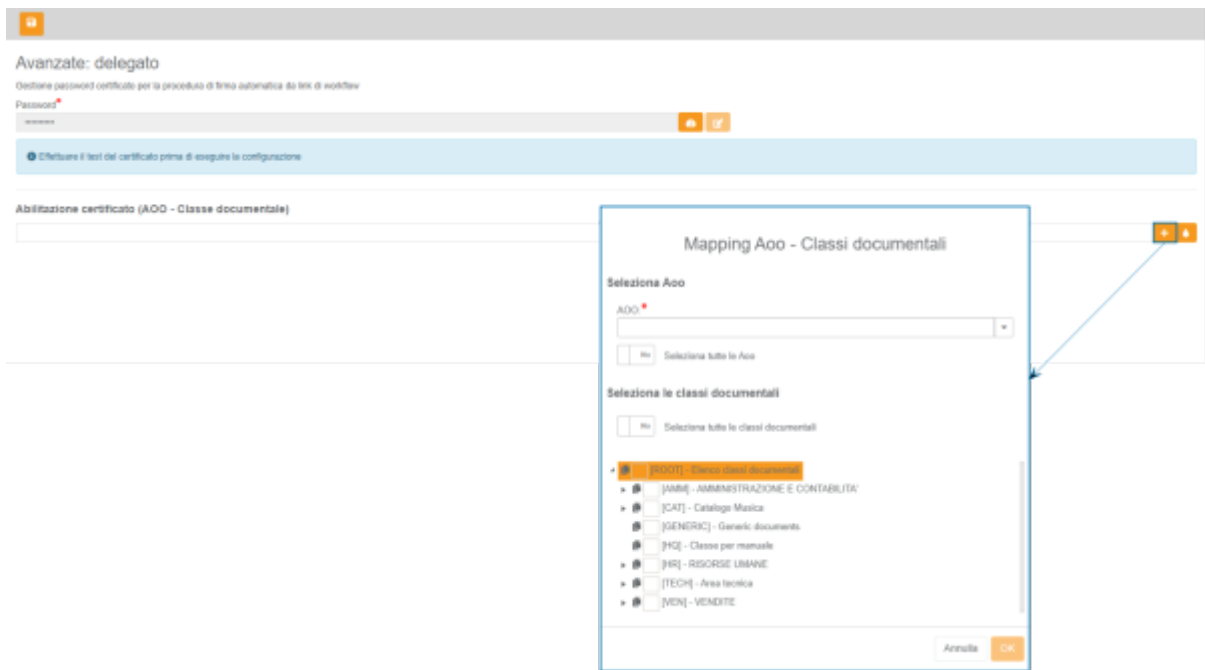 Avanzate: delegato
Gestione password certificato per la procedura di firma automatica da link di workflow
Password*
Effettuare il test del certificato prima di eseguire la configurazione
Abilitazione certificato (AOO - Classe documentale)
Mapping Aoo - Classi documentali
Seleziona Aoo
AOO:*
No Seleziona tutte le Aoo
Seleziona le classi documentali
No Seleziona tutte le classi documentali
[ROOT] - Elenco classi documentali
[AMM] - AMMINISTRAZIONE E CONTABILITA'
[CAT] - Catalogo Musica
[GENERIC] - Generic documents
[HQ] - Classe per manuale
[HR] - RISORSE UMANE
[TECH] - Area tecnica
[VEN] - VENDITE
Annulla OK